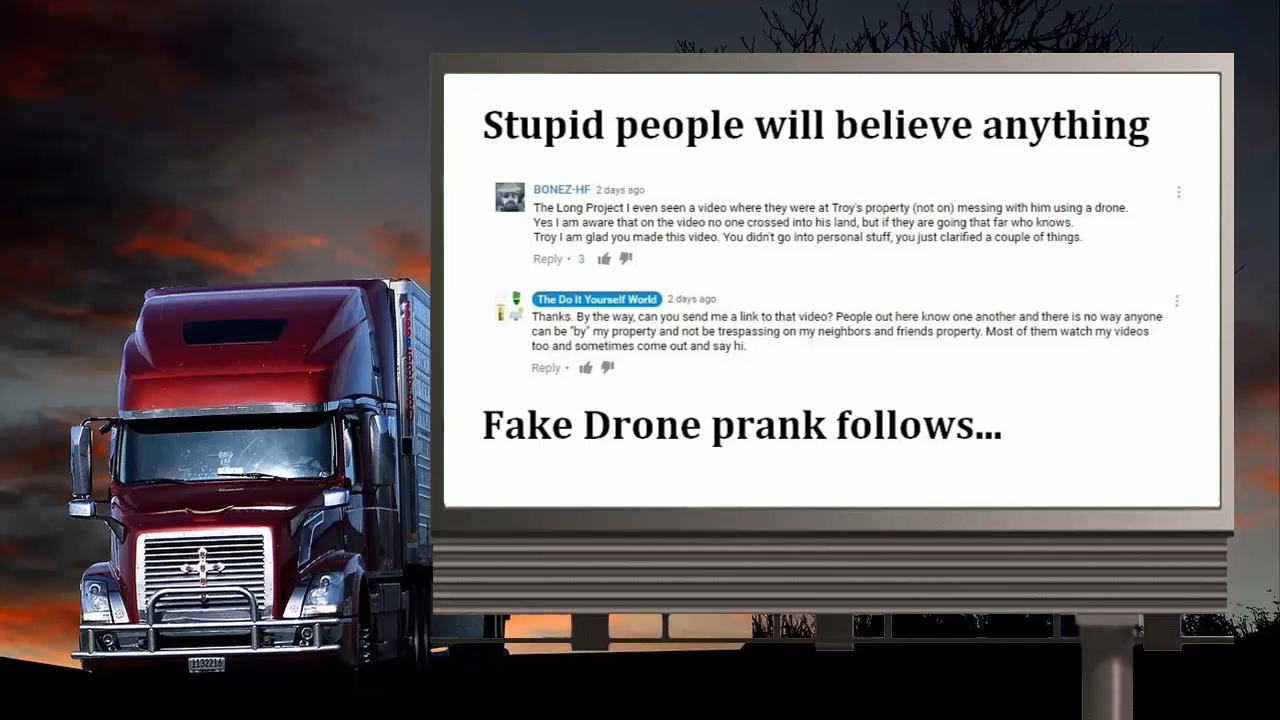 Stupid people will believe anything
BONEZ-HF 2 days ago
The Long Project I even seen a video where they were at Troy's property (not on) messing with him using a drone.
Yes I am aware that on the video no one crossed into his land, but if they are going that far who knows.
Troy I am glad you made this video. You didn't go into personal stuff, you just clarified a couple of things.
Reply • 3
The Do It Yourself World 2 days ago
Thanks. By the way, can you send me a link to that video? People out here know one another and there is no way anyone
can be "by" my property and not be trespassing on my neighbors and friends property. Most of them watch my videos
too and sometimes come out and say hi.
Reply •
Fake Drone prank follows...